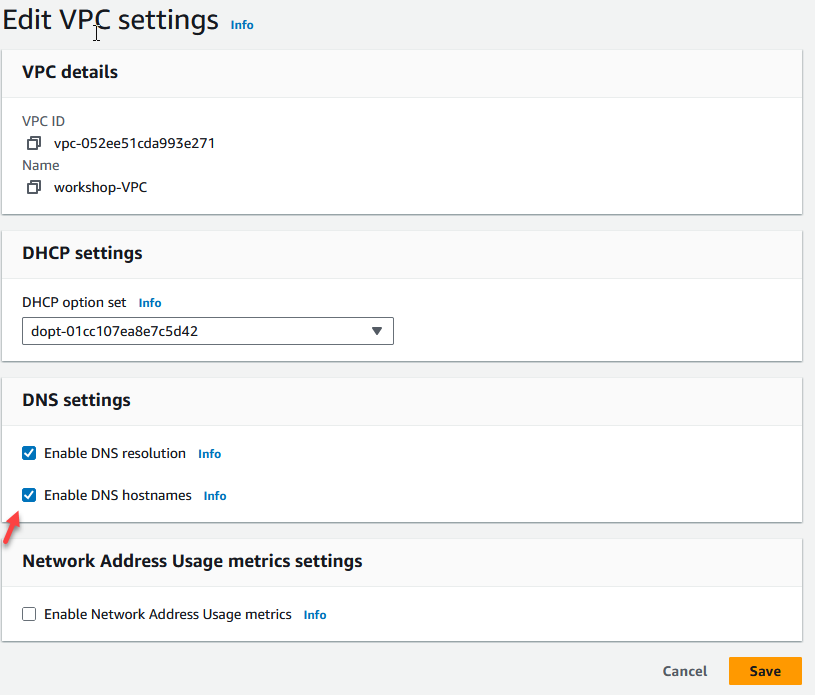 Edit VPC settings Info
VPC details
VPC ID
vpc-052ee51cda993e271
Name
workshop-VPC
DHCP settings
DHCP option set Info
dopt-01cc107ea8e7c5d42
DNS settings
Enable DNS resolution Info
Enable DNS hostnames Info
Network Address Usage metrics settings
Enable Network Address Usage metrics Info
Cancel Save